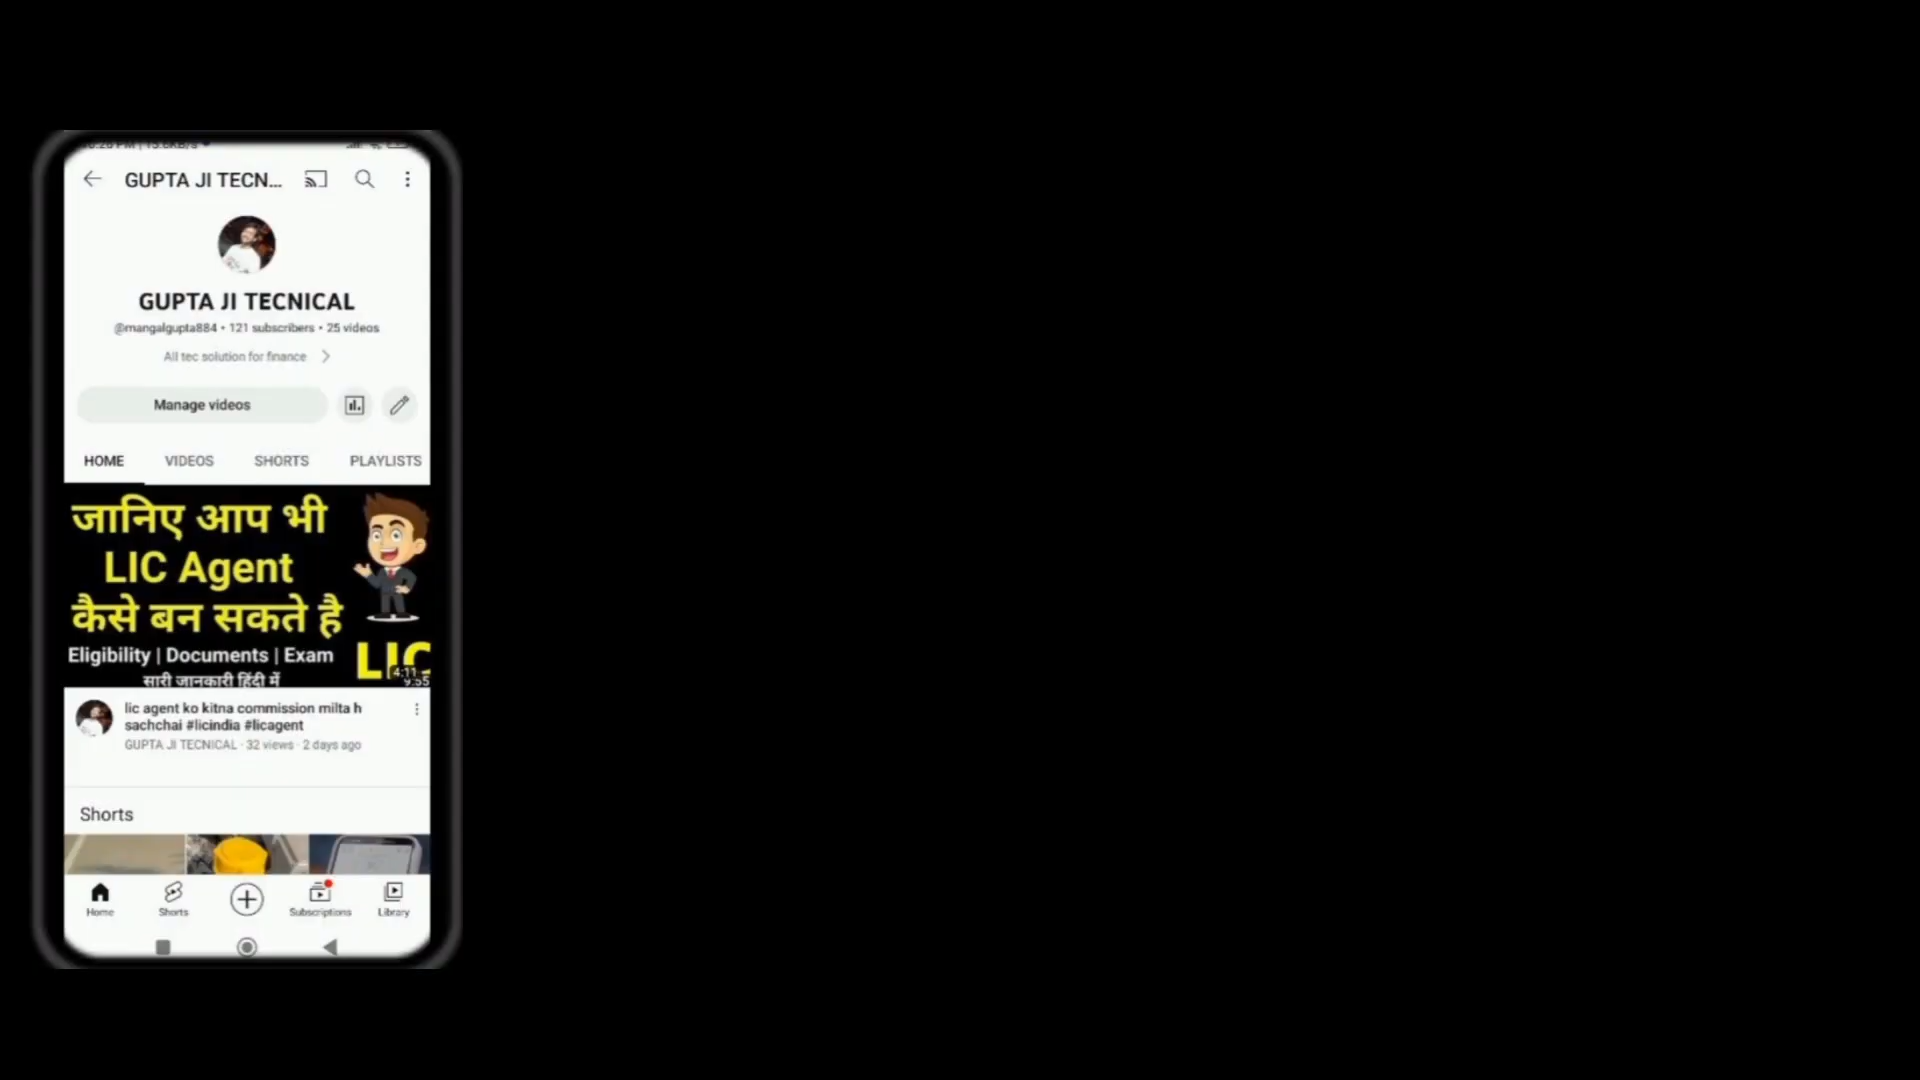 GUPTA JI TECN...
GUPTA JI TECNICAL
@mangalgupta884 • 121 subscribers • 25 videos
All tec solution for finance
Manage videos
HOME VIDEOS SHORTS PLAYLISTS
जानिए आप भी
LIC Agent
कैसे बन सकते है
Eligibility | Documents | Exam
LIC
सारी जानकारी हिंदी में
4:11
9:55
lic agent ko kitna commission milta h
sachchai #licindia #licagent
GUPTA JI TECNICAL · 32 views · 2 days ago
Shorts
Home Shorts Subscriptions Library